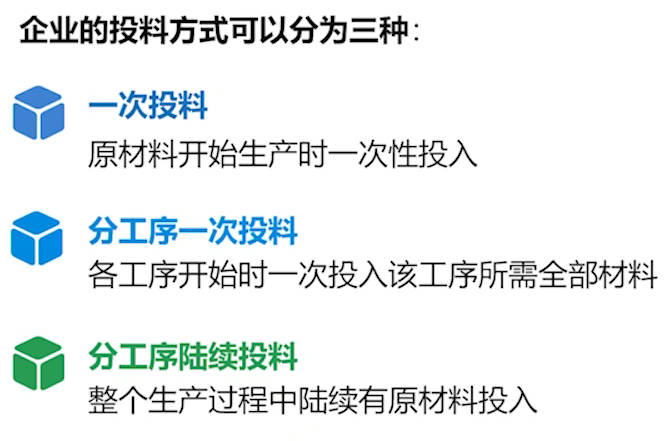 企业的投料方式可以分为三种：
一次投料
原材料开始生产时一次性投入
分工序一次投料
各工序开始时一次投入该工序所需全部材料
分工序陆续投料
整个生产过程中陆续有原材料投入